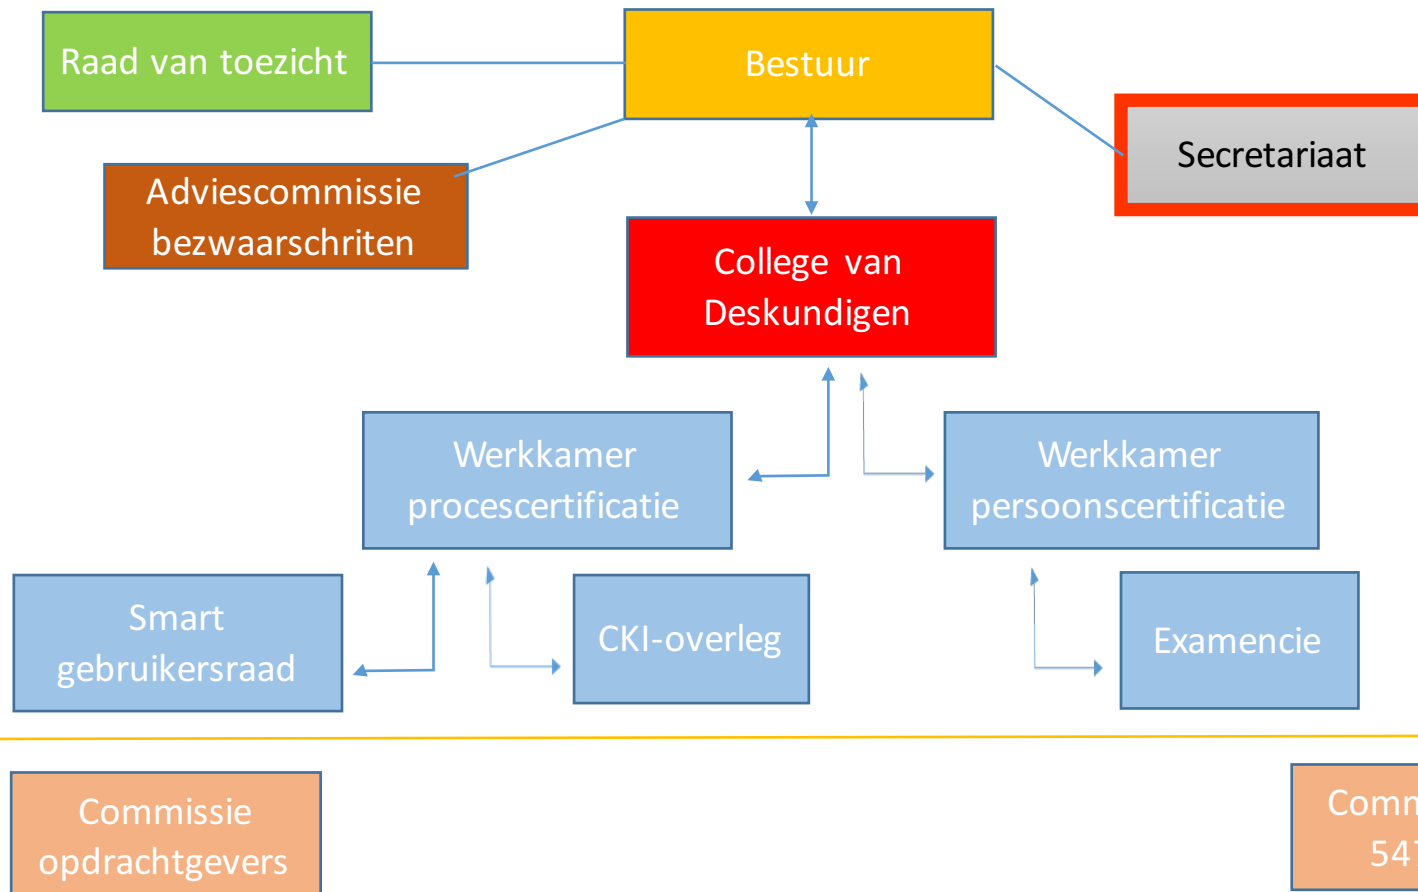 Raad van toezicht
Bestuur
Secretariaat
Adviescommissie
bezwaarschriten
College van
Deskundigen
Werkkamer
procescertificatie
Werkkamer
persoonscertificatie
Smart
gebruikersraad
CKI-overleg
Examencie
Commissie
opdrachtgevers